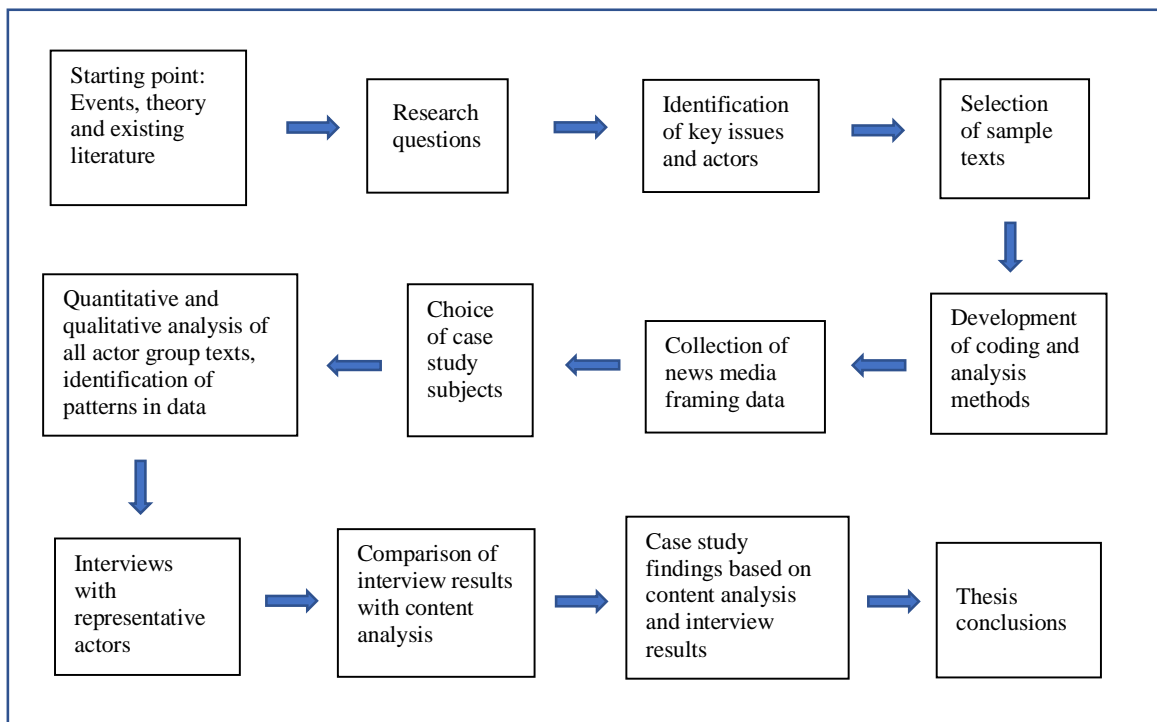 Starting point:
Events, theory
and existing
literature
Research
questions
Identification
of key issues
and actors
Selection
of sample
texts
Development
of coding and
analysis
methods
Collection of
news media
framing data
Choice
of case
study
subjects
Quantitative and
qualitative analysis of
all actor group texts,
identification of
patterns in data
Interviews
with
representative
actors
Comparison of
interview results
with content
analysis
Case study
findings based on
content analysis
and interview
results
Thesis
conclusions